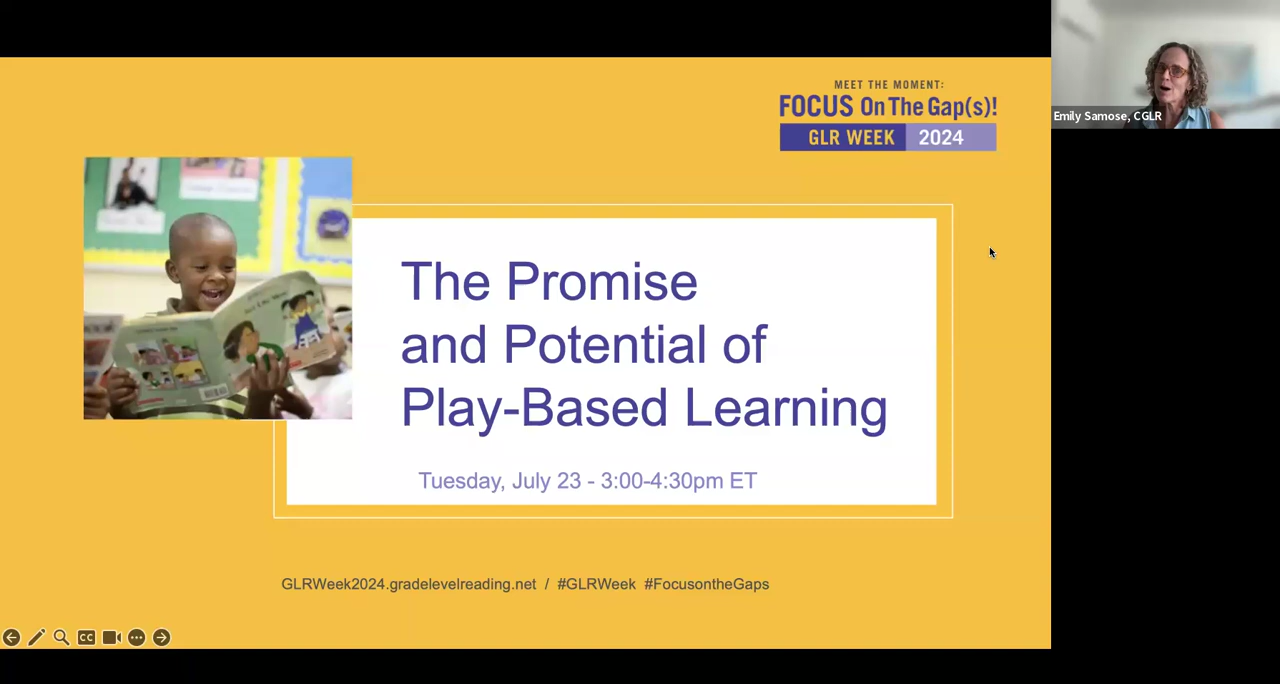 MEET THE MOMENT:
FOCUS On The Gap(s)!
GLR WEEK 2024
Emily Samose, CGLR
The Promise
and Potential of
Play-Based Learning
Tuesday, July 23 - 3:00-4:30pm ET
GLRWeek2024.gradelevelreading.net / #GLRWeek #FocusontheGaps
CC